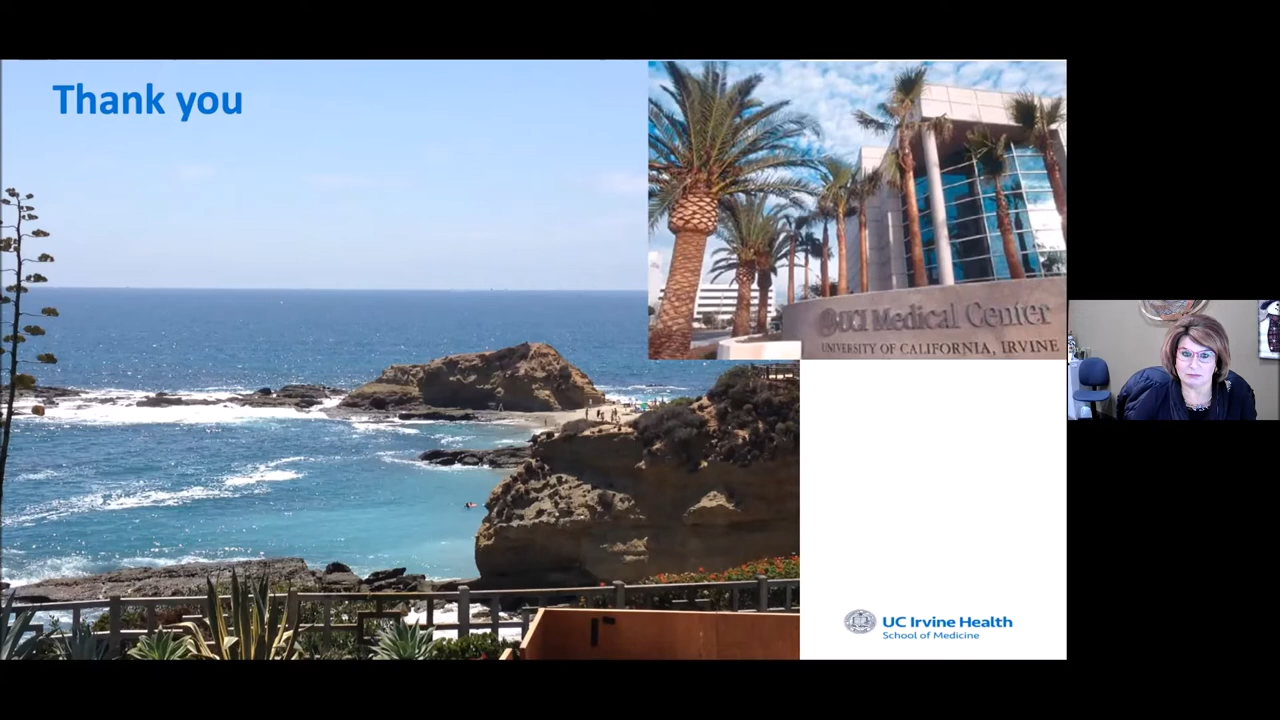 Thank you
UCI Medical Center
UNIVERSITY OF CALIFORNIA, IRVINE
UC Irvine Health
School of Medicine